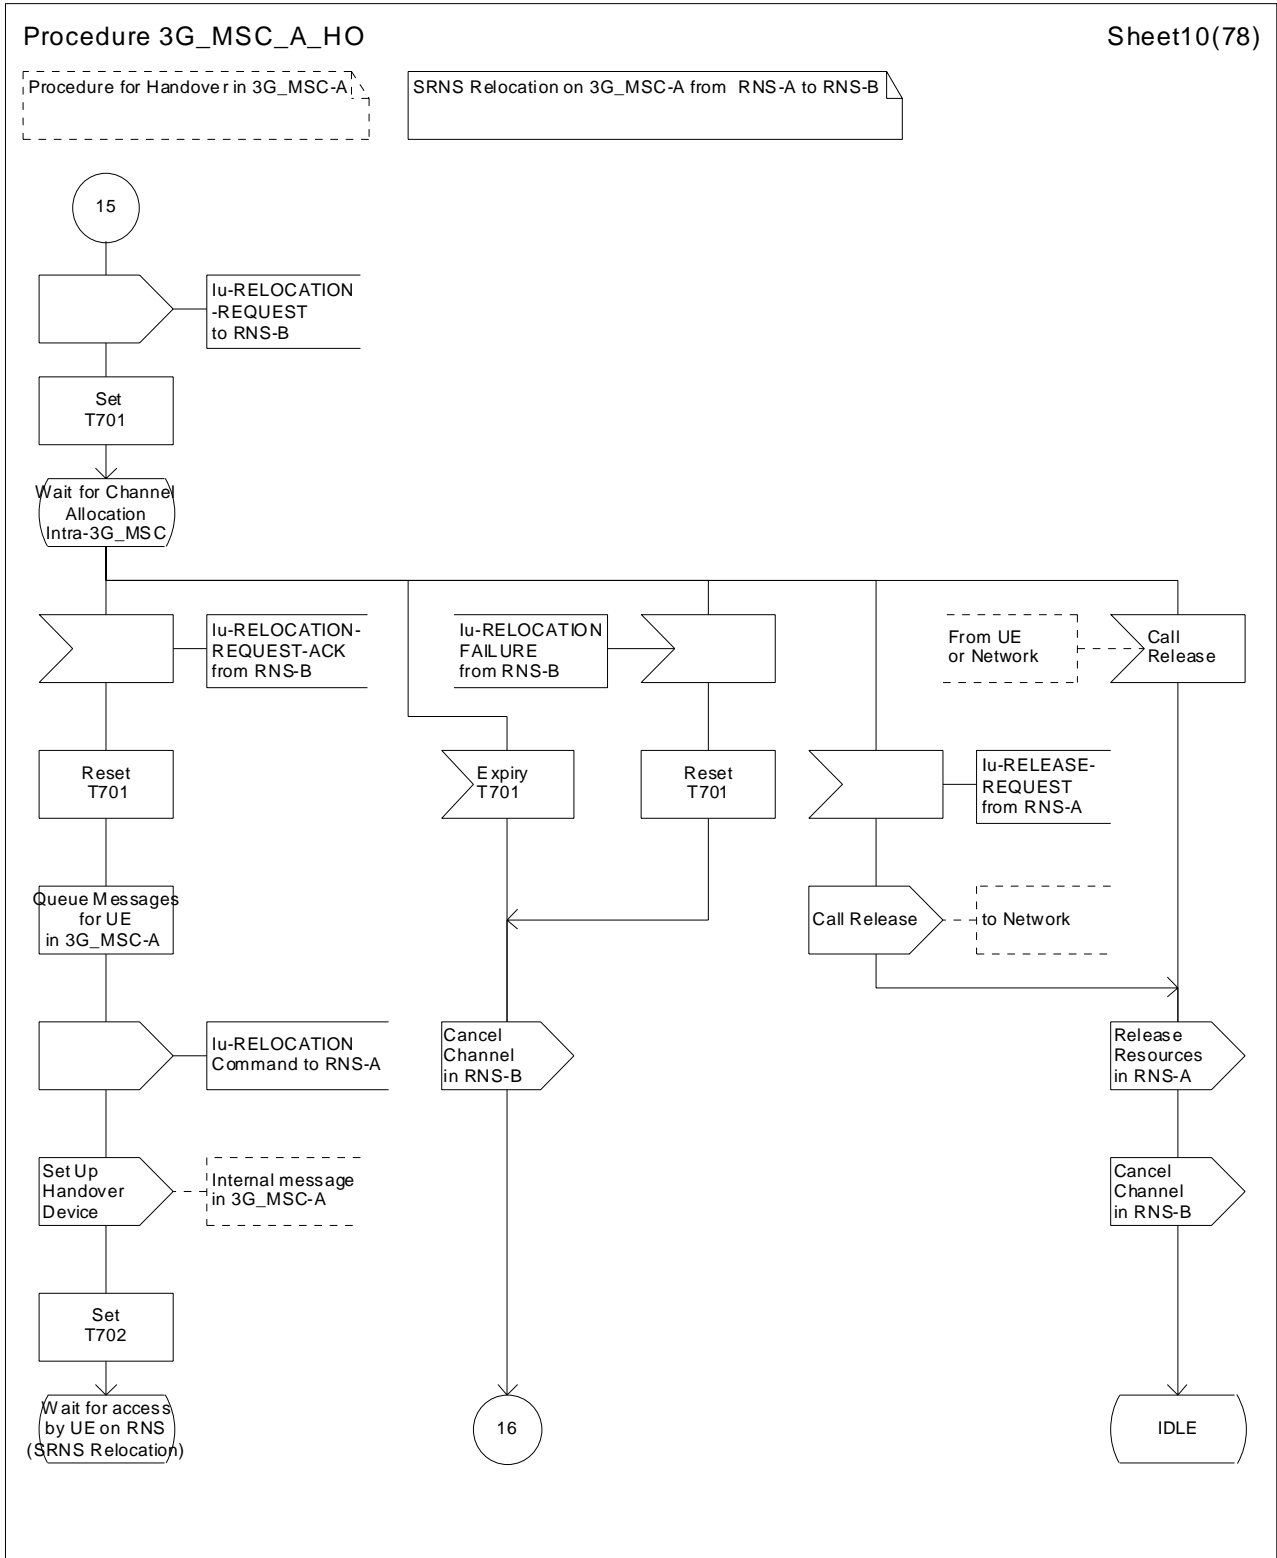 Procedure 3G_MSC_A_HO
Sheet10(78)
Procedure for Handover in 3G_MSC-A
SRNS Relocation on 3G_MSC-A from RNS-A to RNS-B
15
Iu-RELOCATION
-REQUEST
to RNS-B
Set
T701
Wait for Channel
Allocation
Intra-3G_MSC
Iu-RELOCATION-
REQUEST-ACK
from RNS-B
Iu-RELOCATION
FAILURE
from RNS-B
From UE
or Network
Call
Release
Reset
T701
Expiry
T701
Reset
T701
Iu-RELEASE-
REQUEST
from RNS-A
Queue Messages
for UE
in 3G_MSC-A
Call Release
to Network
Iu-RELOCATION
Command to RNS-A
Cancel
Channel
in RNS-B
Release
Resources
in RNS-A
Set Up
Handover
Device
Internal message
in 3G_MSC-A
Cancel
Channel
in RNS-B
Set
T702
Wait for access
by UE on RNS
(SRNS Relocation)
16
IDLE